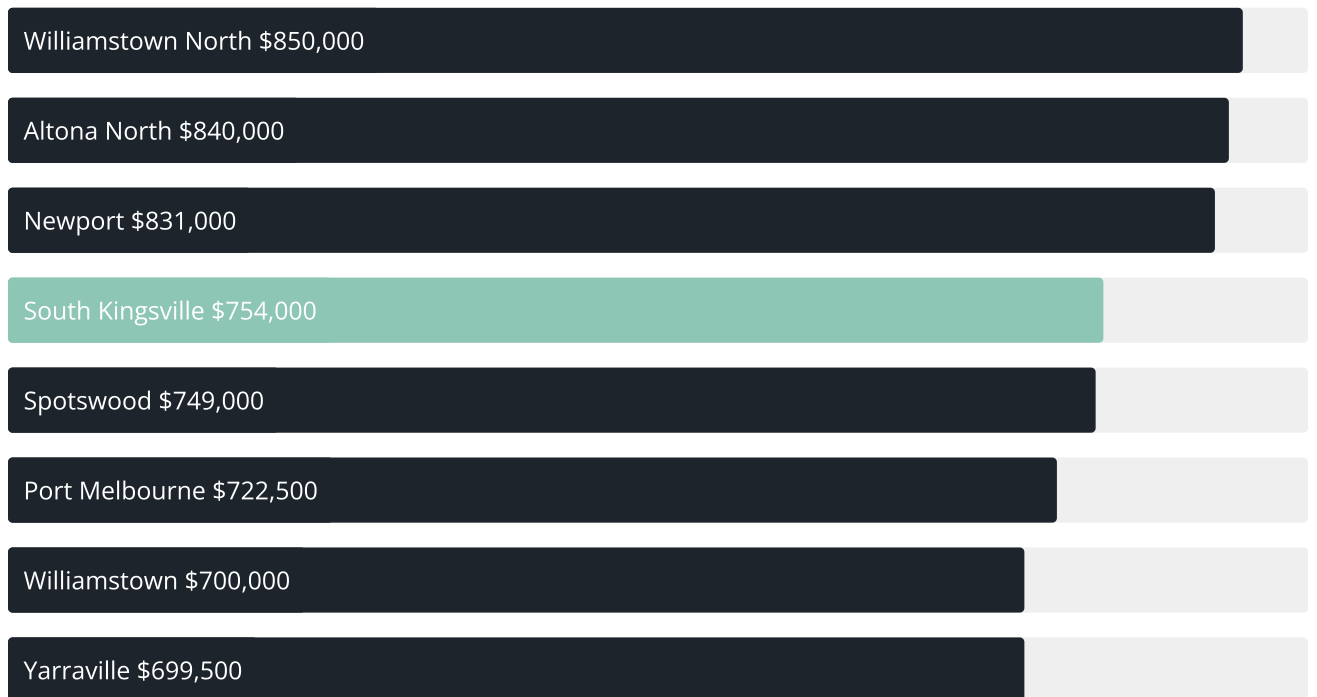 Williamstown North $850,000
Altona North $840,000
Newport $831,000
South Kingsville $754,000
Spotswood $749,000
Port Melbourne $722,500
Williamstown $700,000
Yarraville $699,500